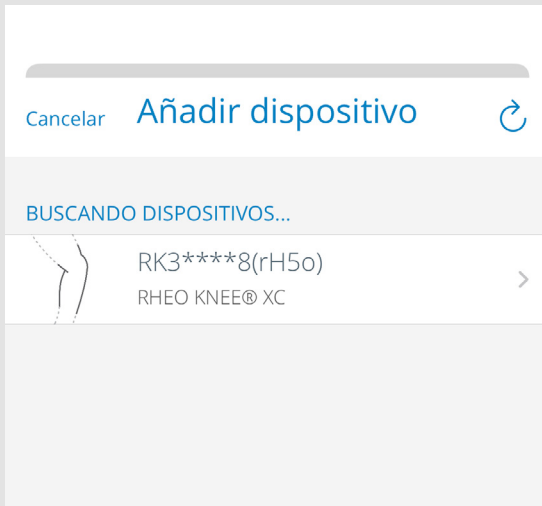 Cancelar Añadir dispositivo
BUSCANDO DISPOSITIVOS...
RK3****8(rH5o)
RHEO KNEE® XC